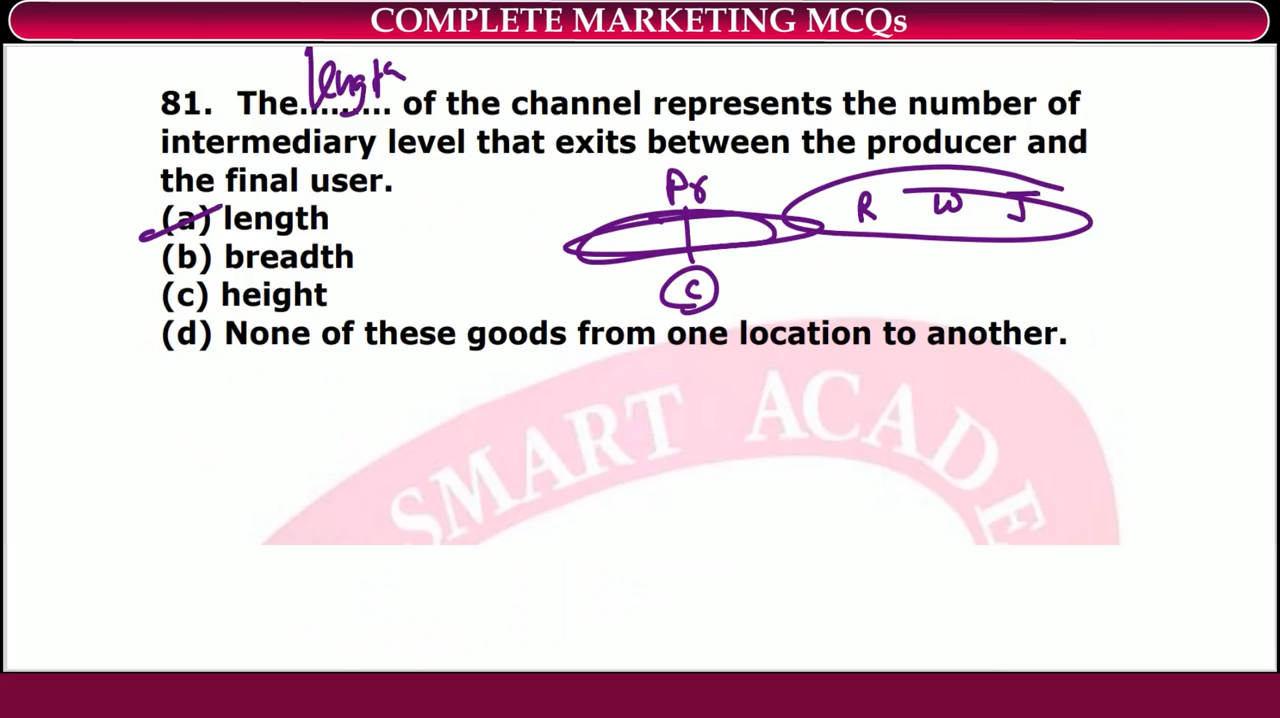 COMPLETE MARKETING MCQs
length
81. The......... of the channel represents the number of
intermediary level that exits between the producer and
the final user.
Pr
R W J
(a) length
(b) breadth
C
(c) height
(d) None of these goods from one location to another.
SMART ACADE